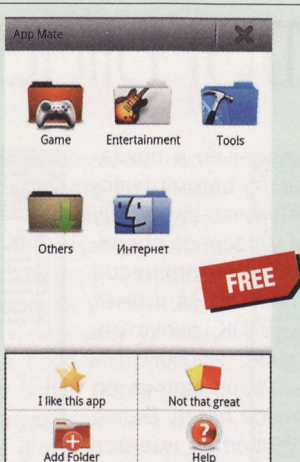 App Mate
Game Entertainment Tools
Others Интернет
FREE
I like this app Not that great
Add Folder Help